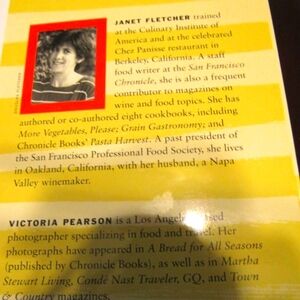 JANET FLETCHER trained
at the Culinary Institute of
America and at the celebrated
Chez Panisse restaurant in
Berkeley, California. A staff
food writer at the San Francisco
Chronicle, she is also a frequent
contributor to magazines on
wine and food topics. She has
authored or co-authored eight cookbooks, including
More Vegetables, Please; Grain Gastronomy; and
Chronicle Books' Pasta Harvest. A past president of
the San Francisco Professional Food Society, she lives
in Oakland, California, with her husband, a Napa
Valley winemaker.
VICTORIA PEARSON is a Los Angeles-based
photographer specializing in food and travel. Her
photographs have appeared in A Bread for All Seasons
(published by Chronicle Books), as well as in Martha
Stewart Living, Condé Nast Traveler, GQ, and Town
& Country magazines.